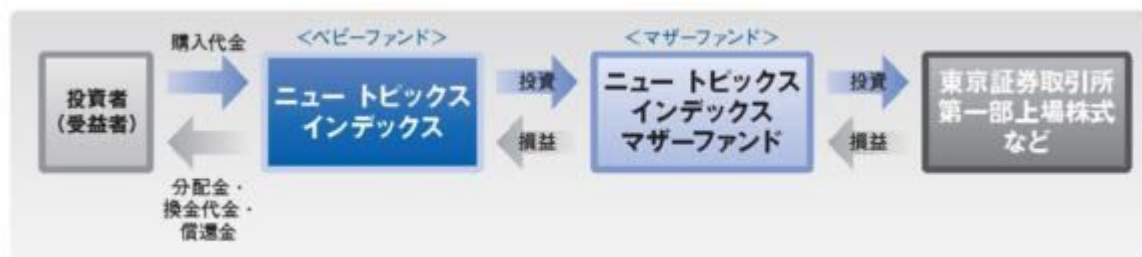 購入代金
<ベビーファンド>
<マザーファンド>
投資者
(受益者)
ニュー トピックス
インデックス
投資
損益
ニュー トピックス
インデックス
マザーファンド
投資
損益
東京証券取引所
第一部上場株式
など
分配金・
換金代金・
償還金